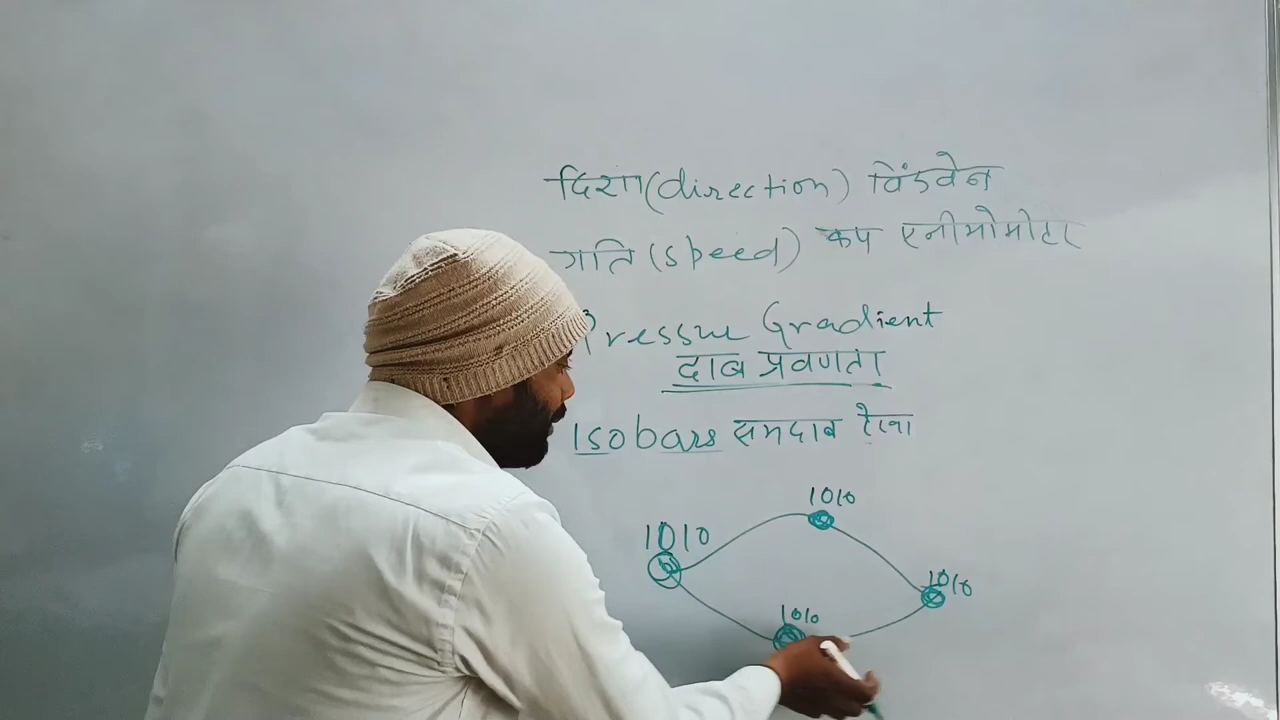 दिशा (direction) विंडवेन
गति (speed) कप एनीमोमीटर
Pressure Gradient
दाब प्रवणता
Isobars समदाब रेखा
1010
1010
1010
1010